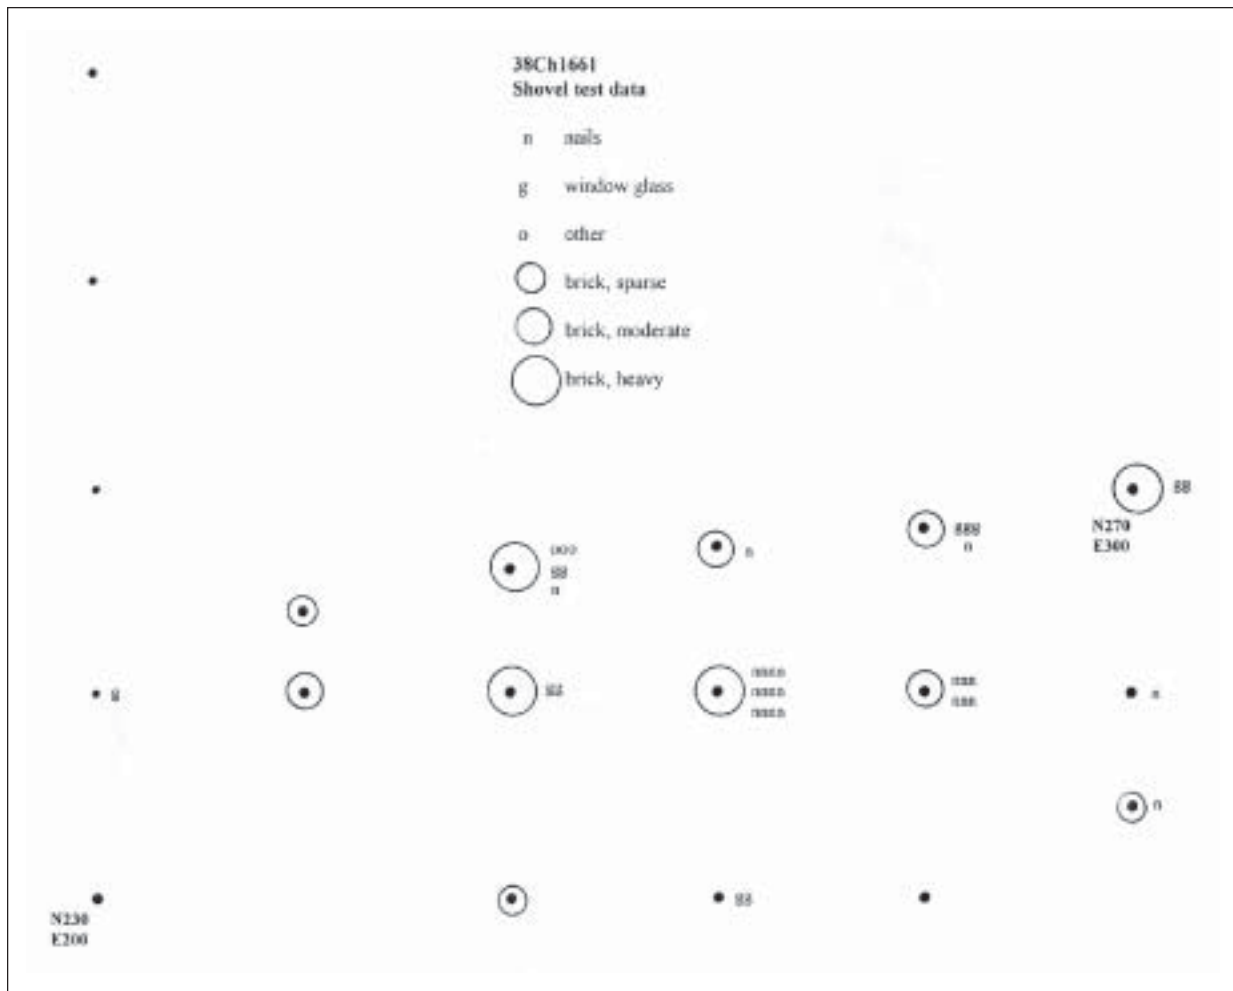 38Ch1661
Shovel test data
n nails
g window glass
o other
brick, sparse
brick, moderate
brick, heavy
gg
N270
E300
ggg
n
n
ooo
gg
n
g
gg
nnnn
nnnn
nnnn
nnn
nnn
n
n
gg
N230
E200